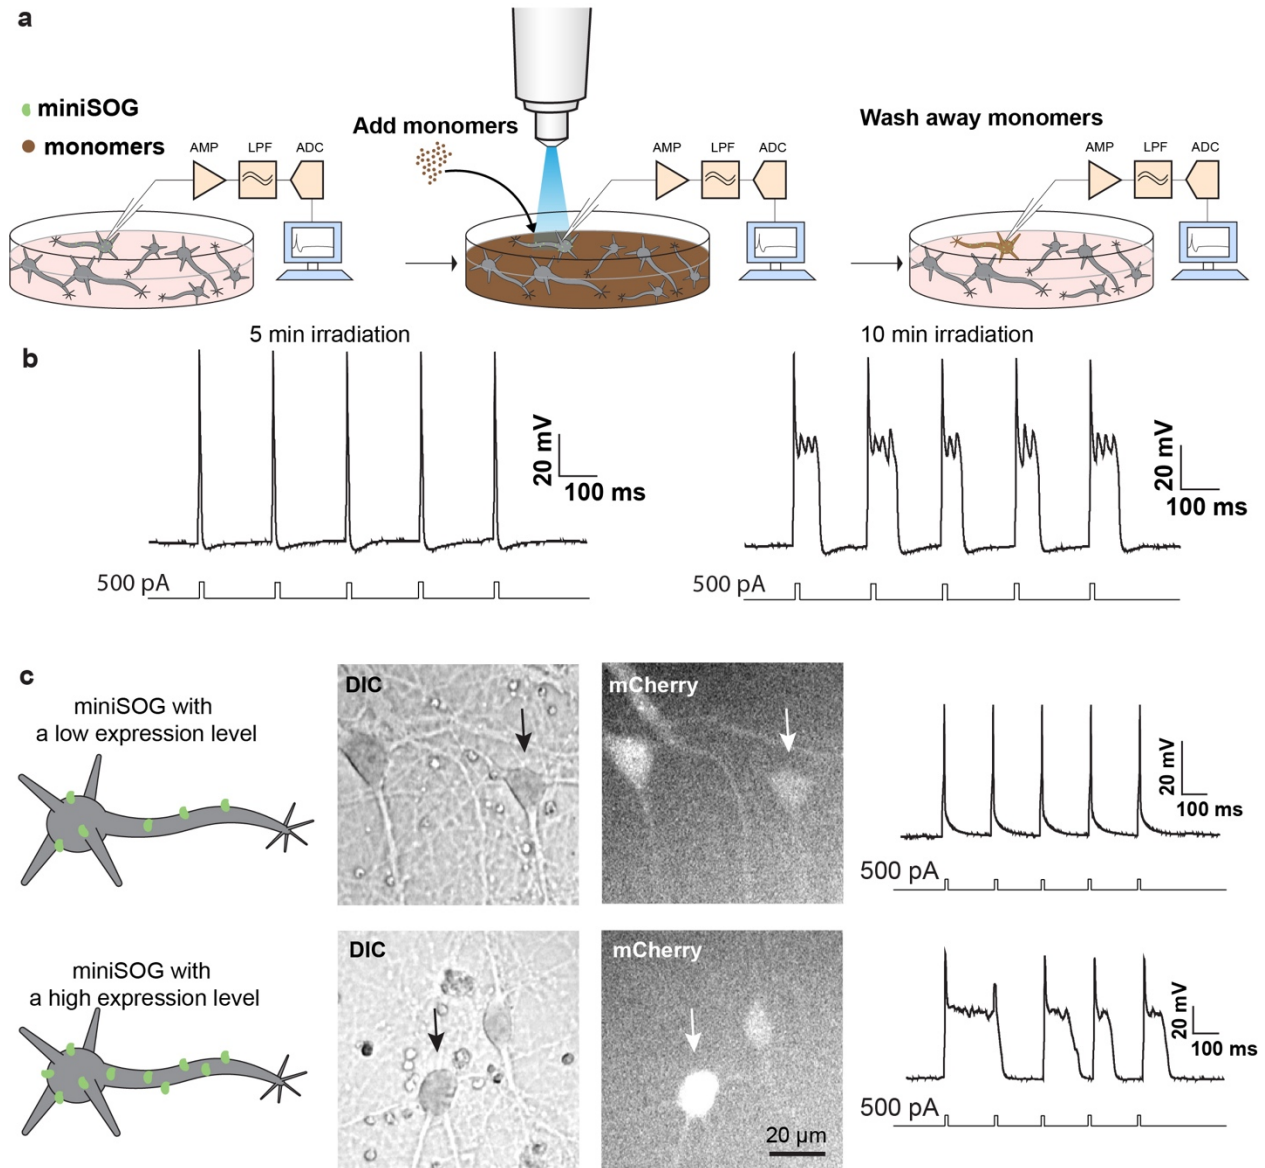 a
miniSOG
monomers
AMP
LPF
ADC
Add monomers
AMP
LPF
ADC
Wash away monomers
AMP
LPF
ADC
b
5 min irradiation
20 mV
100 ms
500 pA
10 min irradiation
20 mV
100 ms
500 pA
c
miniSOG with
a low expression level
DIC
mCherry
20 mV
100 ms
500 pA
miniSOG with
a high expression level
DIC
mCherry
20 μm
20 mV
100 ms
500 pA